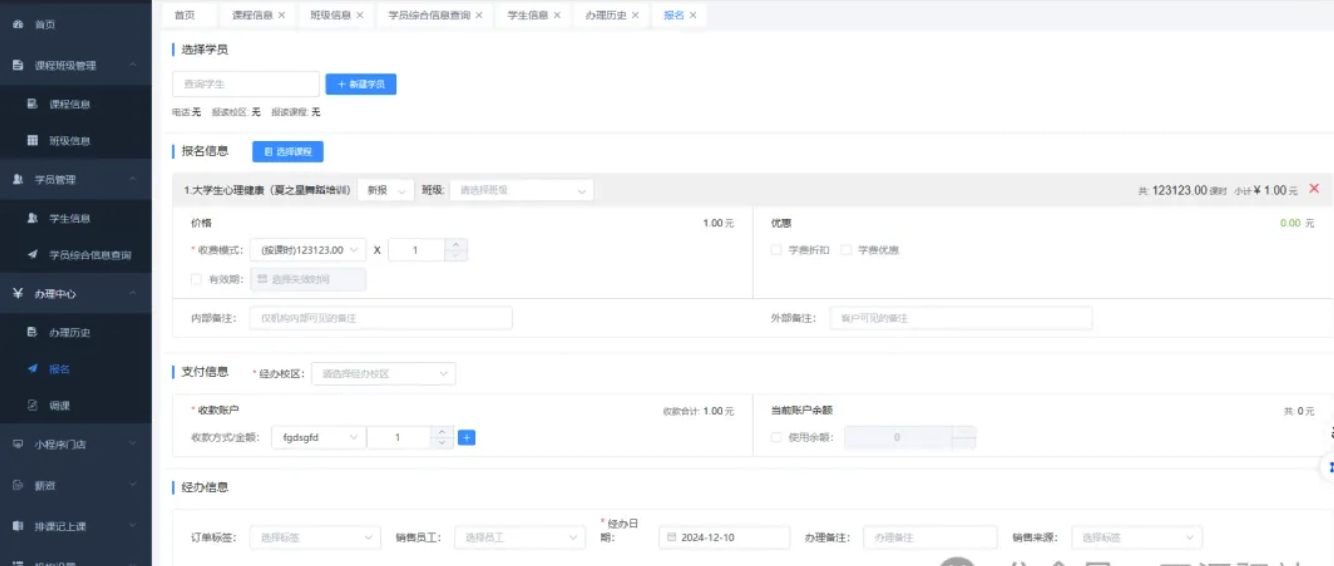 首页
课程班级管理
课程信息
班级信息
学员管理
学生信息
学员综合信息查询
办理中心
办理历史
报名
调课
小程序门店
薪资
排课记上课
首页 课程信息 班级信息 学员综合信息查询 学生信息 办理历史 报名
选择学员
查询学生 + 新建学员
电话:无 报读校区: 无 报读课程: 无
报名信息 选择课程
1.大学生心理健康（夏之星舞蹈培训） 新报 班级: 请选择班级 共: 123123.00 课时 小计 ¥ 1.00 元
价格 1.00 元 优惠 0.00 元
* 收费模式: (按课时)123123.00 X 1 学费折扣 学费优惠
有效期: 选择失效时间
内部备注: 仅机构内部可见的备注 外部备注: 客户可见的备注
支付信息 * 经办校区: 请选择经办校区
* 收款账户 收款合计: 1.00 元 当前账户余额 共: 0 元
收款方式/金额: fgdsgfd 1 + 使用余额: 0
经办信息
订单标签: 选择标签 销售员工: 选择员工 * 经办日期: 2024-12-10 办理备注: 办理备注 销售来源: 选择标签